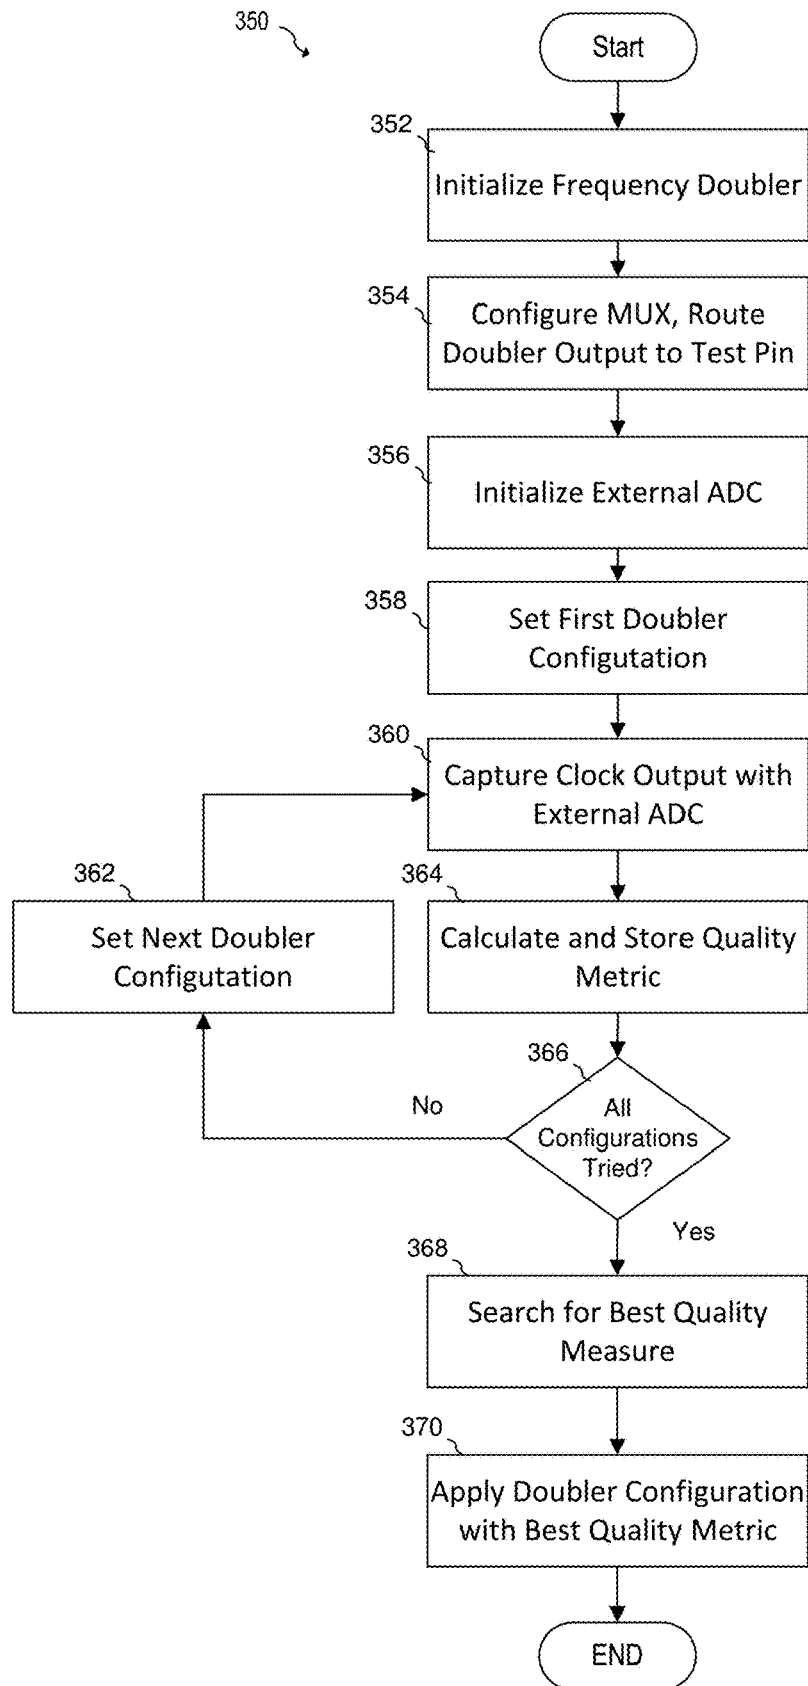 350
Start
352
Initialize Frequency Doubler
354
Configure MUX, Route
Doubler Output to Test Pin
356
Initialize External ADC
358
Set First Doubler
Configutation
360
Capture Clock Output with
External ADC
362
Set Next Doubler
Configutation
364
Calculate and Store Quality
Metric
366
All
Configurations
Tried?
No
Yes
368
Search for Best Quality
Measure
370
Apply Doubler Configuration
with Best Quality Metric
END